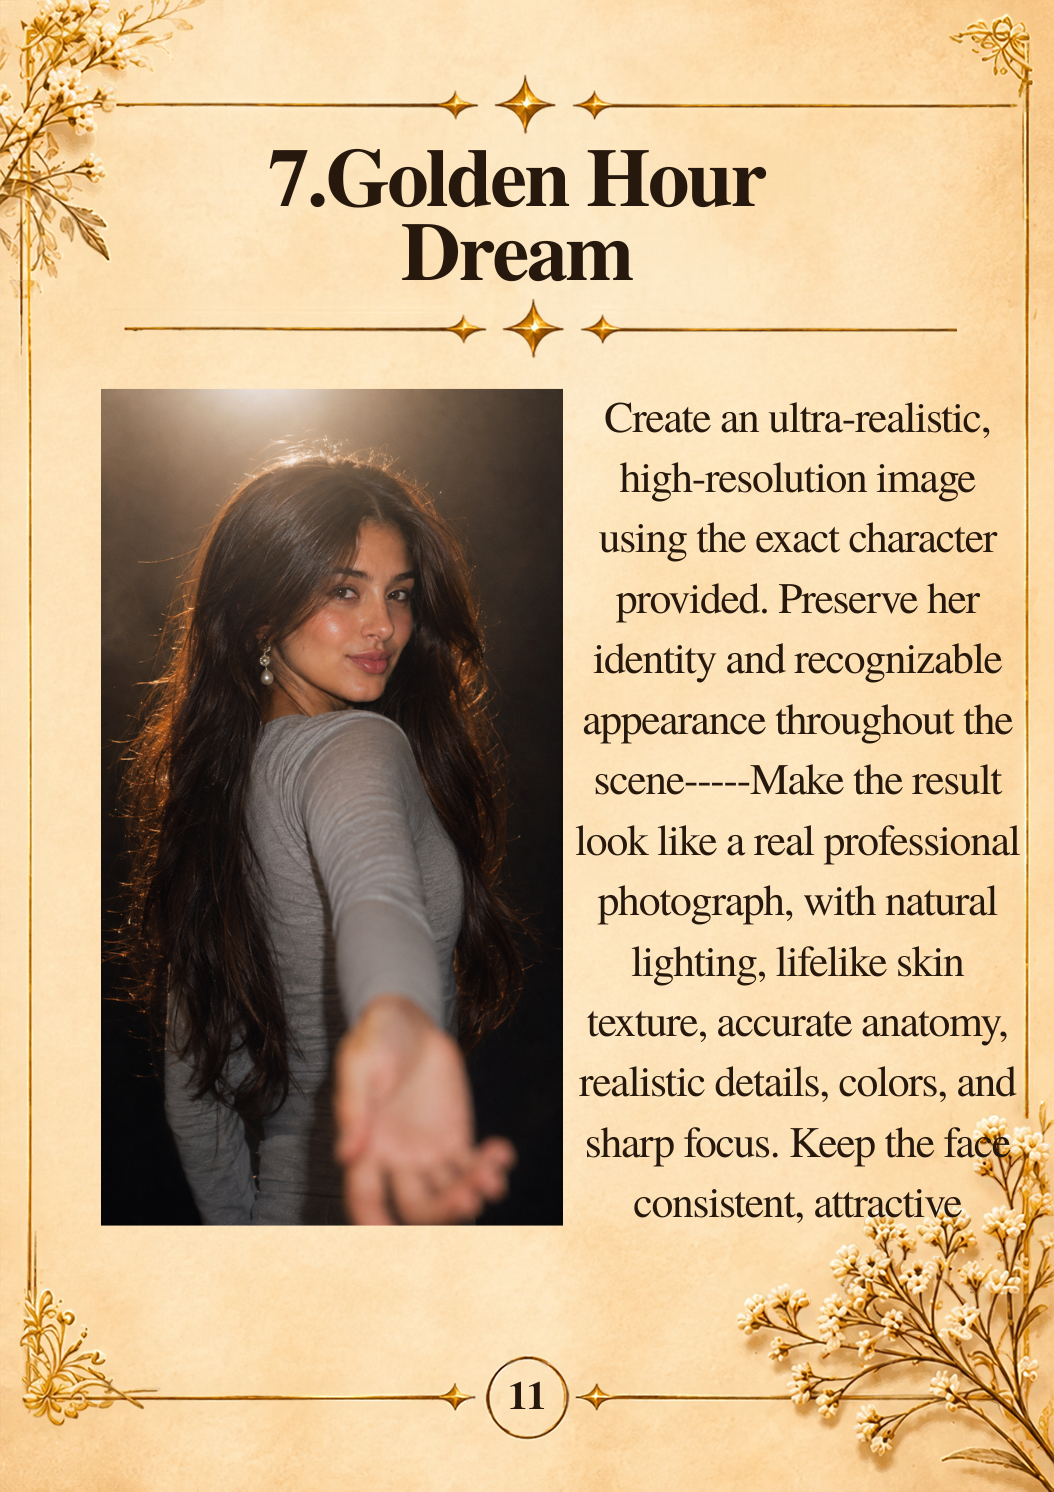 7.Golden Hour
Dream
Create an ultra-realistic,
high-resolution image
using the exact character
provided. Preserve her
identity and recognizable
appearance throughout the
scene-----Make the result
look like a real professional
photograph, with natural
lighting, lifelike skin
texture, accurate anatomy,
realistic details, colors, and
sharp focus. Keep the face
consistent, attractive
11